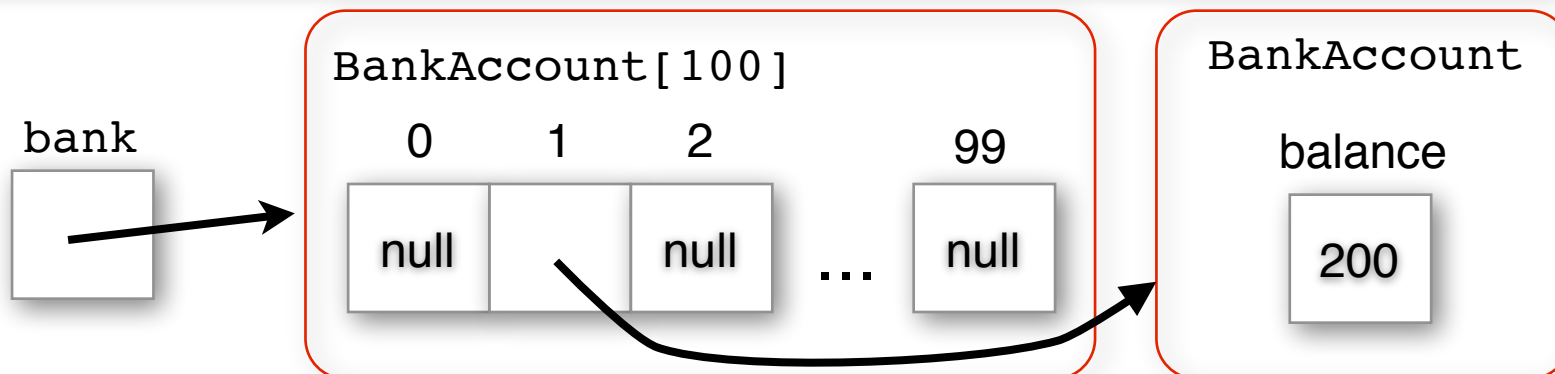 BankAccount[100]
BankAccount
bank
0 1 2 99
balance
null null ... null
200